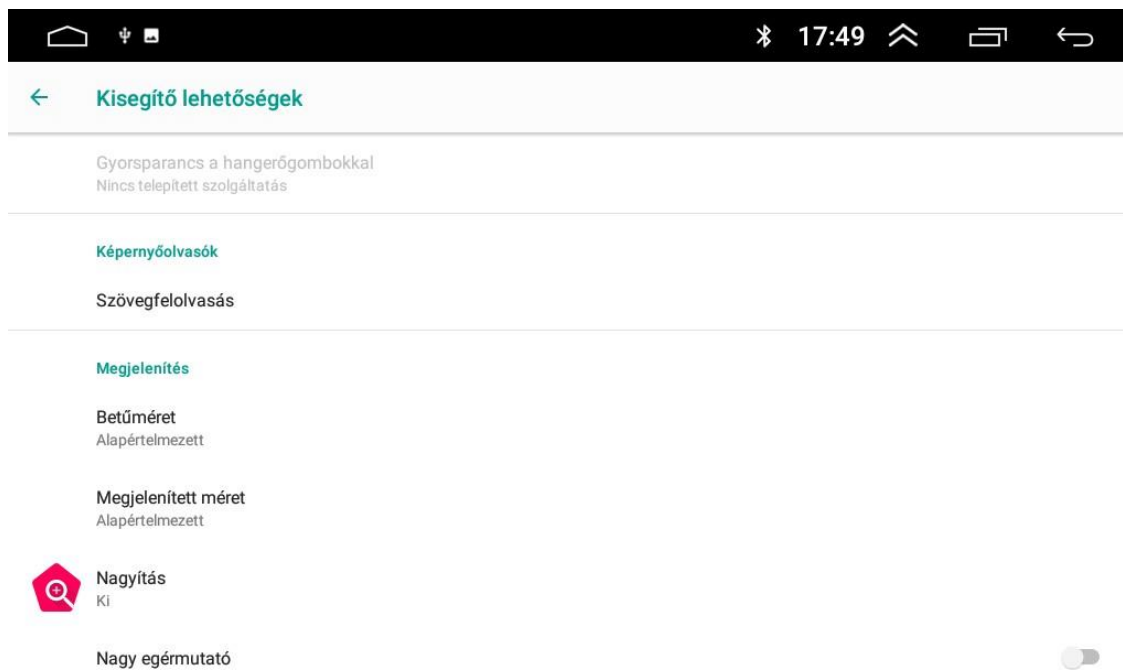 17:49
Kisegítő lehetőségek
Gyorsparancs a hangerőgombokkal
Nincs telepített szolgáltatás
Képernyőolvasók
Szövegfelolvasás
Megjelenítés
Betűméret
Alapértelmezett
Megjelenített méret
Alapértelmezett
Nagyítás
Ki
Nagy egérmutató